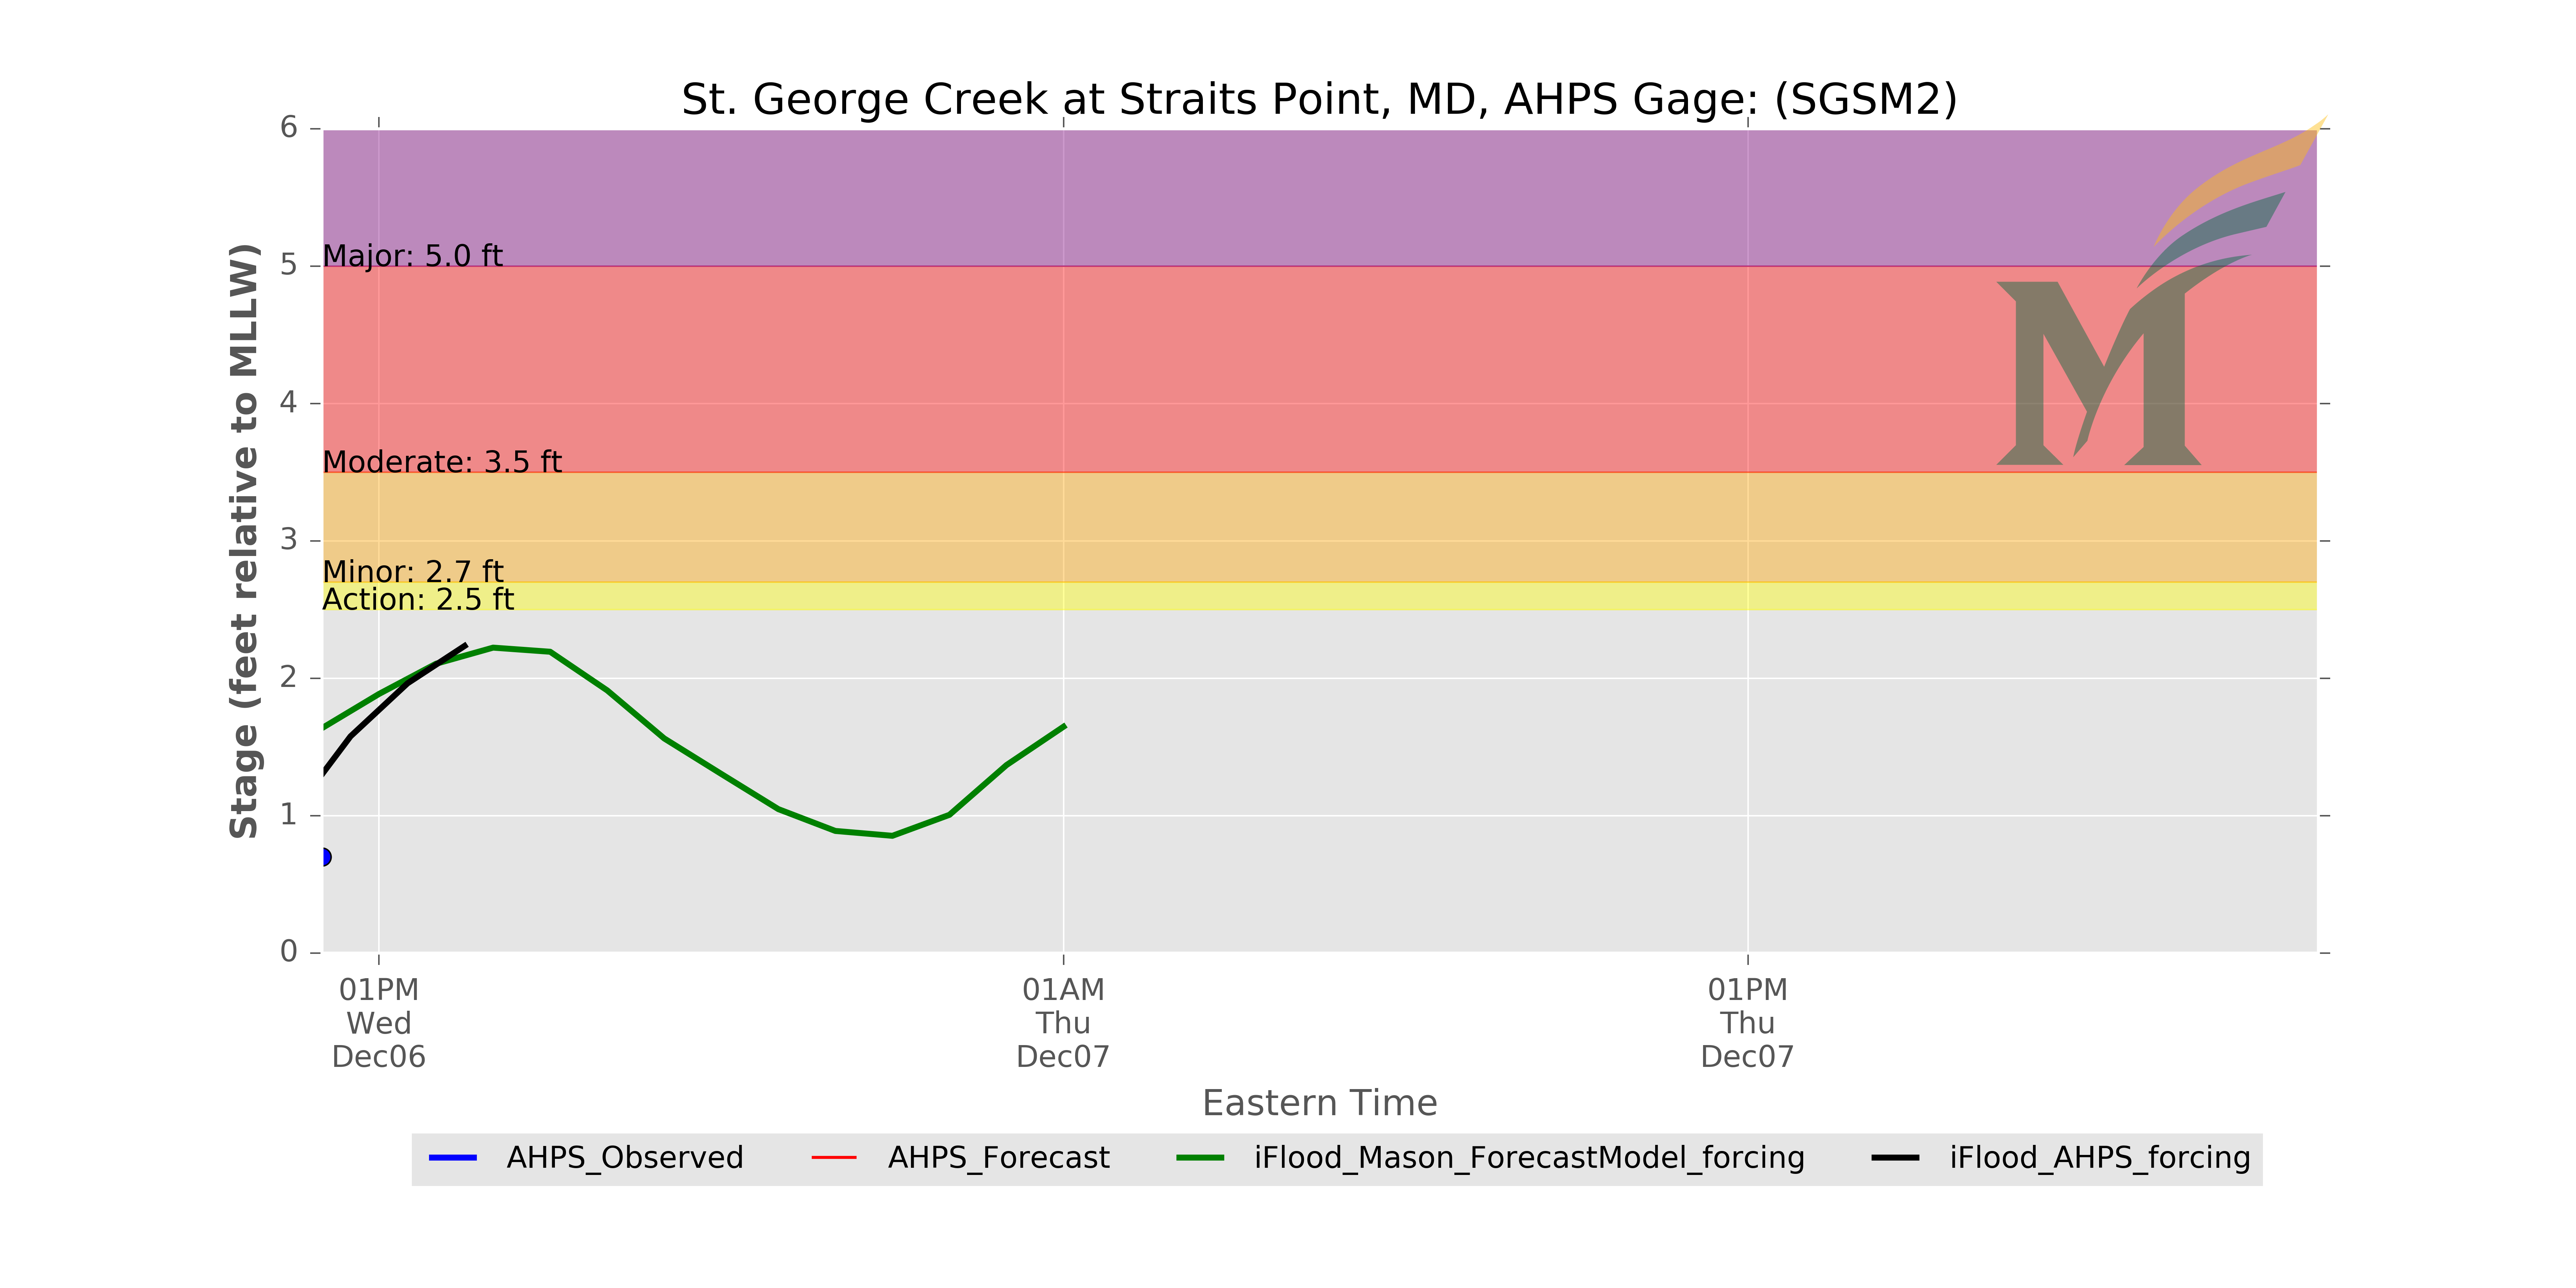 St. George Creek at Straits Point, MD, AHPS Gage: (SGSM2)
Stage (feet relative to MLLW)
6
5
4
3
2
1
0
Major: 5.0 ft
Moderate: 3.5 ft
Minor: 2.7 ft
Action: 2.5 ft
M
01PM
Wed
Dec06
01AM
Thu
Dec07
01PM
Thu
Dec07
Eastern Time
AHPS_Observed AHPS_Forecast iFlood_Mason_ForecastModel_forcing iFlood_AHPS_forcing